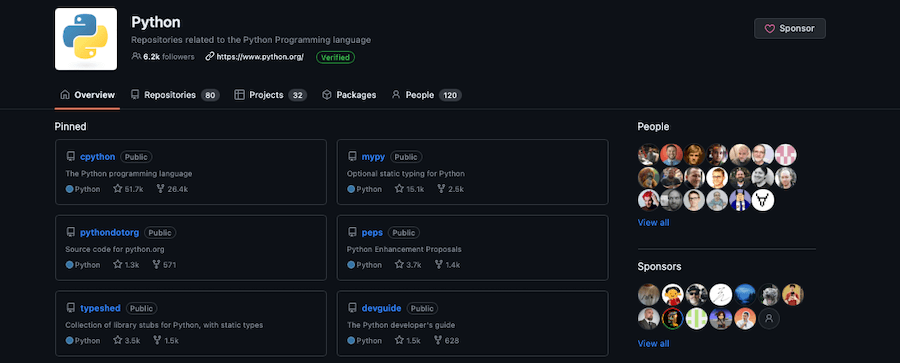 Python
Repositories related to the Python Programming language
6.2k followers https://www.python.org/ Verified
Sponsor
Overview Repositories 80 Projects 32 Packages People 120
Pinned
cpython Public
The Python programming language
Python 51.7k 26.4k
mypy Public
Optional static typing for Python
Python 15.1k 2.5k
pythondotorg Public
Source code for python.org
Python 1.3k 571
peps Public
Python Enhancement Proposals
Python 3.7k 1.4k
typeshed Public
Collection of library stubs for Python, with static types
Python 3.5k 1.5k
devguide Public
The Python developer's guide
Python 1.5k 628
People
View all
Sponsors
View all